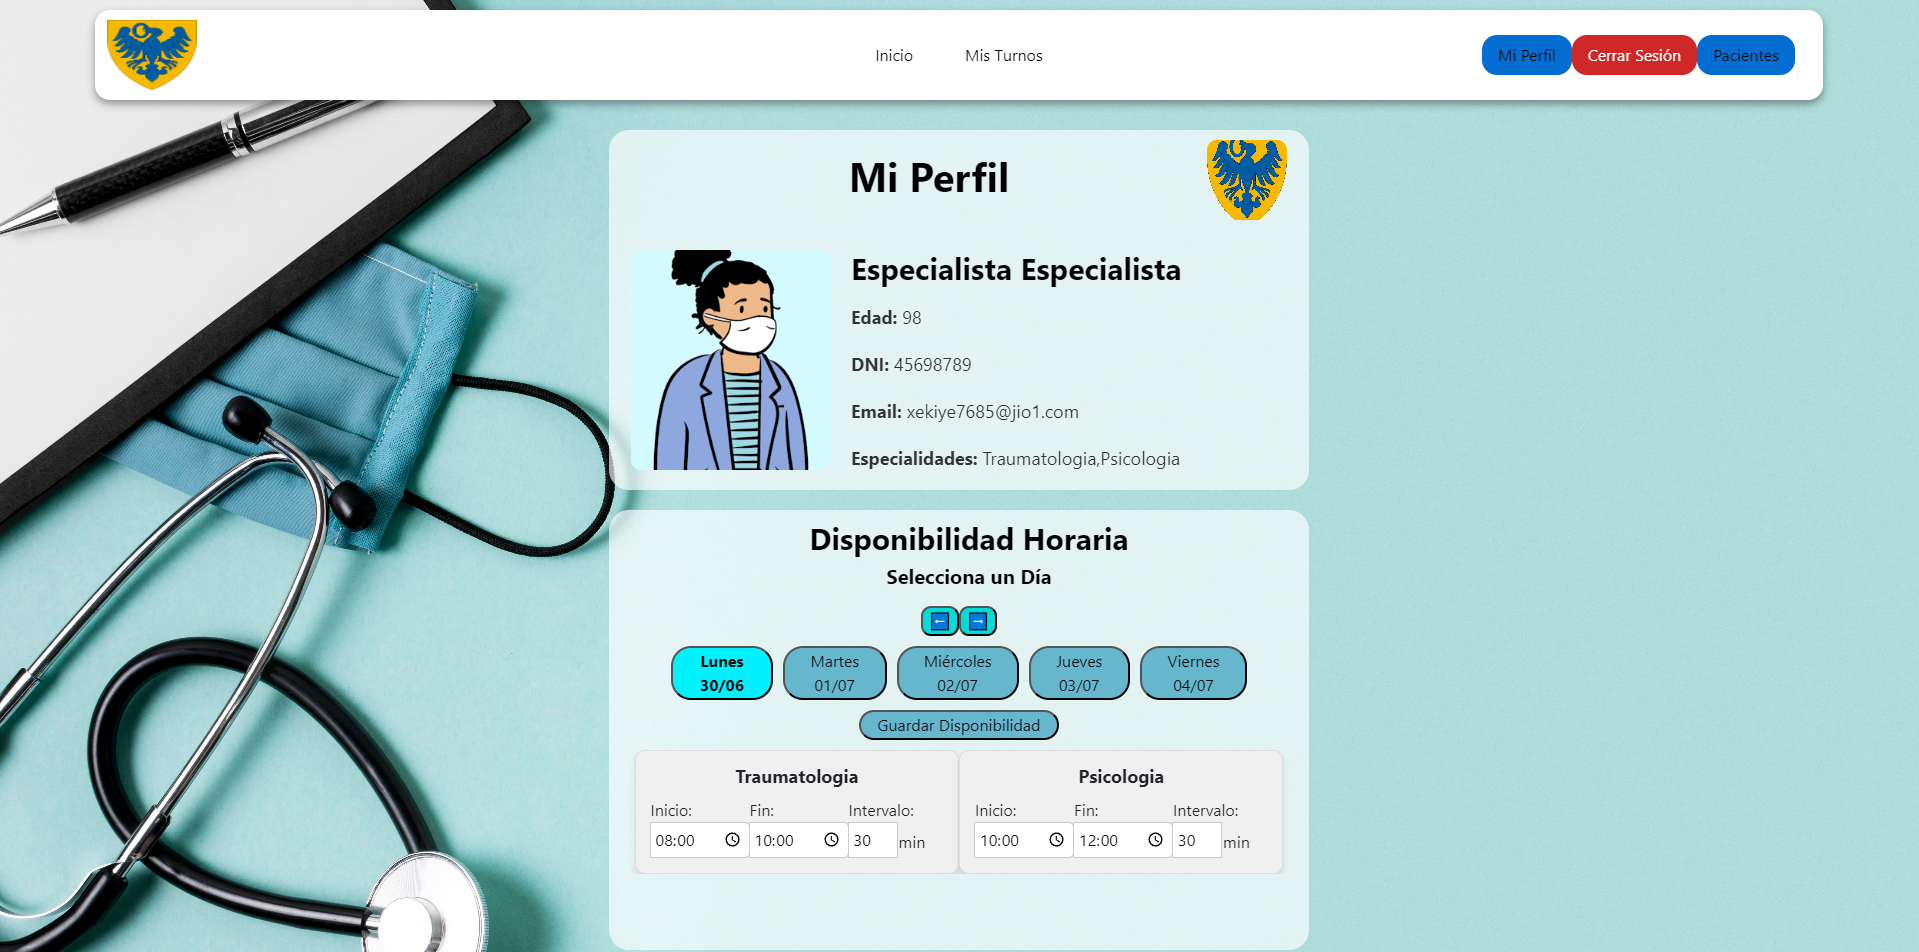 Inicio Mis Turnos Mi Perfil Cerrar Sesión Pacientes
Mi Perfil
Especialista Especialista
Edad: 98
DNI: 45698789
Email: xekiye7685@jio1.com
Especialidades: Traumatologia,Psicologia
Disponibilidad Horaria
Selecciona un Día
← →
Lunes Martes Miércoles Jueves Viernes
30/06 01/07 02/07 03/07 04/07
Guardar Disponibilidad
Traumatologia Psicologia
Inicio: Fin: Intervalo: Inicio: Fin: Intervalo:
08:00 10:00 30 min 10:00 12:00 30 min